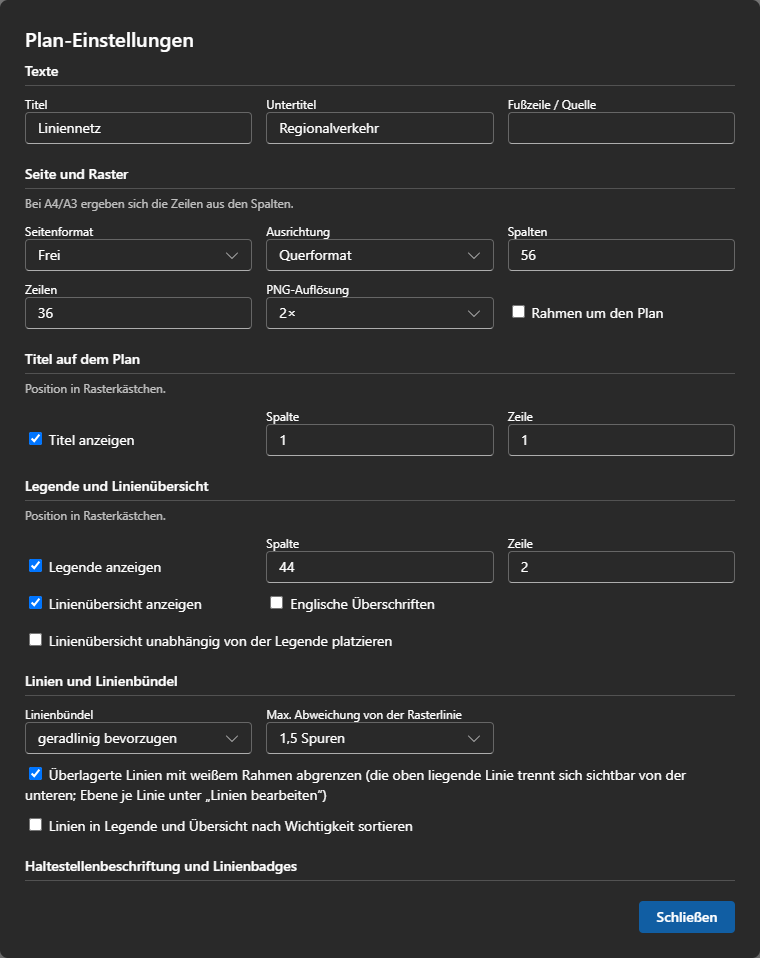 Plan-Einstellungen
Texte
Titel
Untertitel
Fußzeile / Quelle
Liniennetz
Regionalverkehr
Seite und Raster
Bei A4/A3 ergeben sich die Zeilen aus den Spalten.
Seitenformat
Ausrichtung
Spalten
Frei
Querformat
56
Zeilen
PNG-Auflösung
36
2×
Rahmen um den Plan
Titel auf dem Plan
Position in Rasterkästchen.
Spalte
Zeile
Titel anzeigen
1
1
Legende und Linienübersicht
Position in Rasterkästchen.
Spalte
Zeile
Legende anzeigen
44
2
Linienübersicht anzeigen
Englische Überschriften
Linienübersicht unabhängig von der Legende platzieren
Linien und Linienbündel
Linienbündel
Max. Abweichung von der Rasterlinie
geradlinig bevorzugen
1,5 Spuren
Überlagerte Linien mit weißem Rahmen abgrenzen (die oben liegende Linie trennt sich sichtbar von der
unteren; Ebene je Linie unter „Linien bearbeiten“)
Linien in Legende und Übersicht nach Wichtigkeit sortieren
Haltestellenbeschriftung und Linienbadges
Schließen